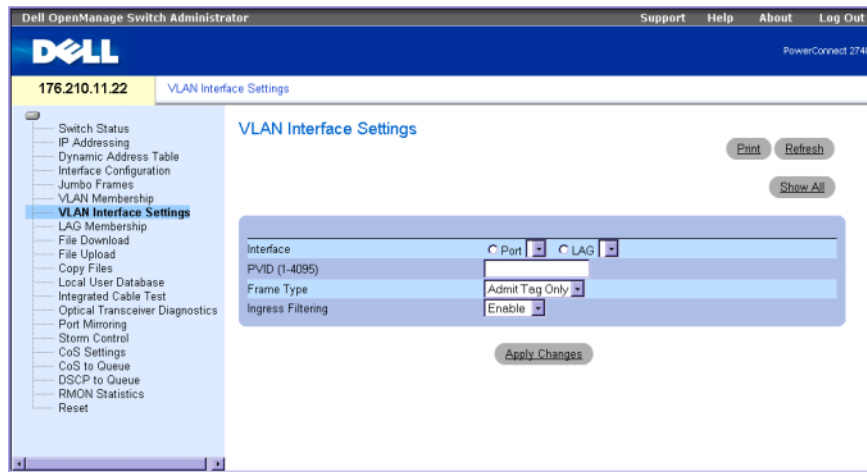 Dell OpenManage Switch Administrator
Support Help About Log Out
DELL
PowerConnect 274
176.210.11.22
VLAN Interface Settings
Switch Status
IP Addressing
Dynamic Address Table
Interface Configuration
Jumbo Frames
VLAN Membership
VLAN Interface Settings
LAG Membership
File Download
File Upload
Copy Files
Local User Database
Integrated Cable Test
Optical Transceiver Diagnostics
Port Mirroring
Storm Control
CoS Settings
CoS to Queue
DSCP to Queue
RMON Statistics
Reset
VLAN Interface Settings
Print Refresh
Show All
Interface Port LAG
PVID (1-4095)
Frame Type Admit Tag Only
Ingress Filtering Enable
Apply Changes